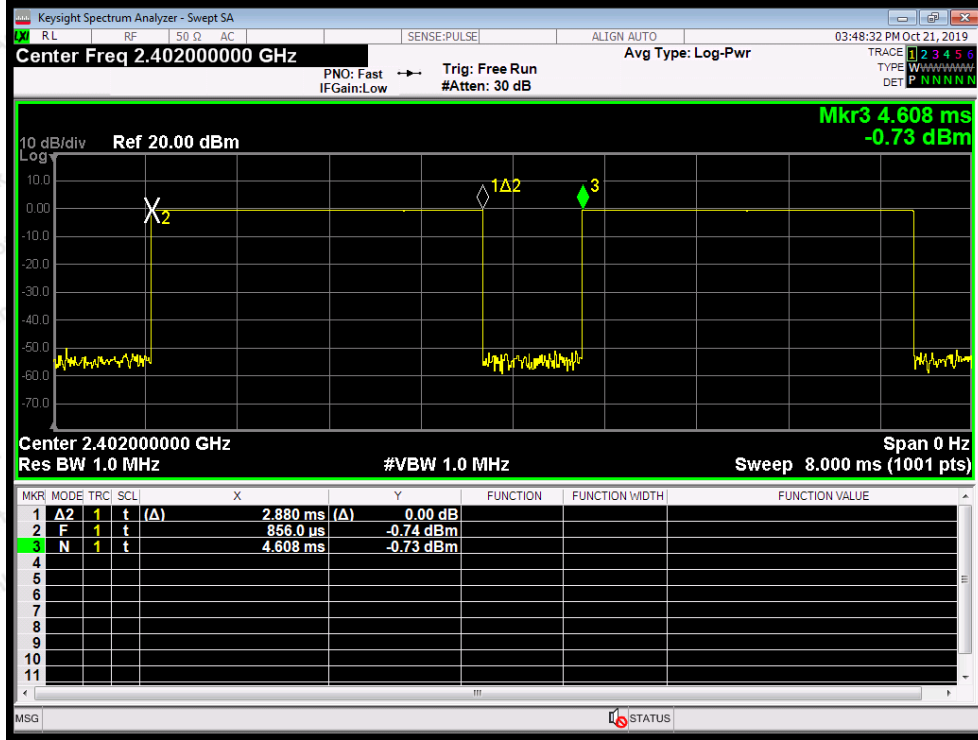 Keysight Spectrum Analyzer - Swept SA
LXI RL RF 50 Ω AC SENSE:PULSE ALIGN AUTO 03:48:32 PM Oct 21, 2019
Center Freq 2.402000000 GHz Avg Type: Log-Pwr TRACE 1 2 3 4 5 6
PNO: Fast Trig: Free Run TYPE WWWWWW
IFGain:Low #Atten: 30 dB DET P N N N N N
Mkr3 4.608 ms
10 dB/div Ref 20.00 dBm -0.73 dBm
Log
10.0
0.00
-10.0
-20.0
-30.0
-40.0
-50.0
-60.0
-70.0
2
1Δ2
3
Center 2.402000000 GHz Span 0 Hz
Res BW 1.0 MHz #VBW 1.0 MHz Sweep 8.000 ms (1001 pts)
MKR MODE TRC SCL X Y FUNCTION FUNCTION WIDTH FUNCTION VALUE
1 Δ2 1 t (Δ) 2.880 ms (Δ) 0.00 dB
2 F 1 t 856.0 µs -0.74 dBm
3 N 1 t 4.608 ms -0.73 dBm
4
5
6
7
8
9
10
11
MSG STATUS